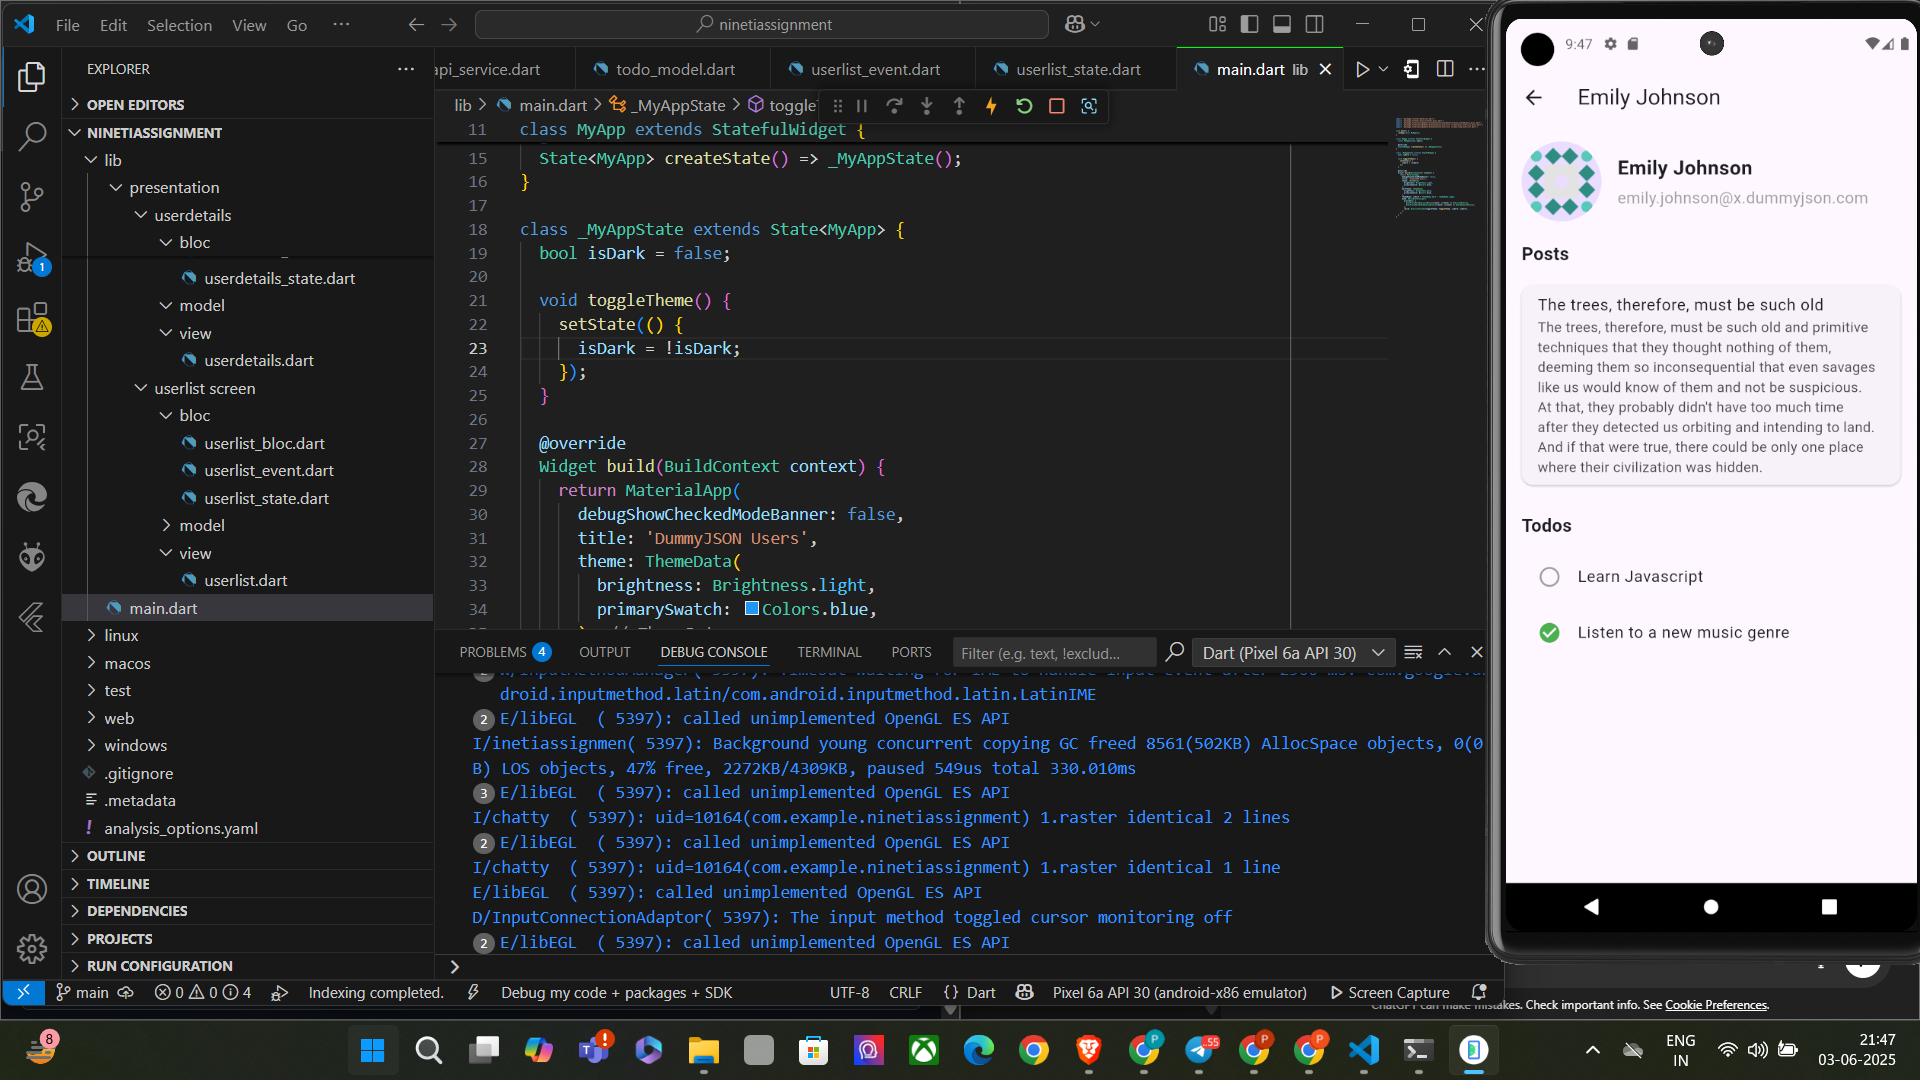 File Edit Selection View Go ···
ninetiassignment
EXPLORER ···
OPEN EDITORS
NINETIASSIGNMENT
lib
presentation
userdetails
bloc
userdetails_state.dart
model
view
userdetails.dart
userlist screen
bloc
userlist_bloc.dart
userlist_event.dart
userlist_state.dart
model
view
userlist.dart
main.dart
linux
macos
test
web
windows
.gitignore
.metadata
analysis_options.yaml
OUTLINE
TIMELINE
DEPENDENCIES
PROJECTS
RUN CONFIGURATION
1
api_service.dart todo_model.dart userlist_event.dart userlist_state.dart main.dart lib
lib > main.dart > _MyAppState > toggle
11 class MyApp extends StatefulWidget {
15 State<MyApp> createState() => _MyAppState();
16 }
17
18 class _MyAppState extends State<MyApp> {
19 bool isDark = false;
20
21 void toggleTheme() {
22 setState(() {
23 isDark = !isDark;
24 });
25 }
26
27 @override
28 Widget build(BuildContext context) {
29 return MaterialApp(
30 debugShowCheckedModeBanner: false,
31 title: 'DummyJSON Users',
32 theme: ThemeData(
33 brightness: Brightness.light,
34 primarySwatch: Colors.blue,
PROBLEMS 4 OUTPUT DEBUG CONSOLE TERMINAL PORTS Filter (e.g. text, !exclud... Dart (Pixel 6a API 30)
droid.inputmethod.latin/com.android.inputmethod.latin.LatinIME
2 E/libEGL ( 5397): called unimplemented OpenGL ES API
I/inetiassignmen( 5397): Background young concurrent copying GC freed 8561(502KB) AllocSpace objects, 0(0
B) LOS objects, 47% free, 2272KB/4309KB, paused 549us total 330.010ms
3 E/libEGL ( 5397): called unimplemented OpenGL ES API
I/chatty ( 5397): uid=10164(com.example.ninetiassignment) 1.raster identical 2 lines
2 E/libEGL ( 5397): called unimplemented OpenGL ES API
I/chatty ( 5397): uid=10164(com.example.ninetiassignment) 1.raster identical 1 line
E/libEGL ( 5397): called unimplemented OpenGL ES API
D/InputConnectionAdaptor( 5397): The input method toggled cursor monitoring off
2 E/libEGL ( 5397): called unimplemented OpenGL ES API
main 0 0 4 Indexing completed. Debug my code + packages + SDK UTF-8 CRLF {} Dart Pixel 6a API 30 (android-x86 emulator) Screen Capture
9:47
Emily Johnson
Emily Johnson
emily.johnson@x.dummyjson.com
Posts
The trees, therefore, must be such old
The trees, therefore, must be such old and primitive
techniques that they thought nothing of them,
deeming them so inconsequential that even savages
like us would know of them and not be suspicious.
At that, they probably didn't have too much time
after they detected us orbiting and intending to land.
And if that were true, there could be only one place
where their civilization was hidden.
Todos
Learn Javascript
Listen to a new music genre
ChatGPT can make mistakes. Check important info. See Cookie Preferences.
8
.55
P P P
ENG
IN
21:47
03-06-2025